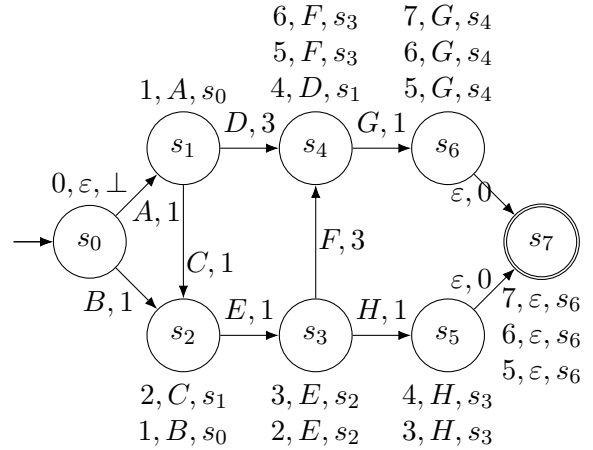 6, F, s₃
5, F, s₃
4, D, s₁
7, G, s₄
6, G, s₄
5, G, s₄
1, A, s₀
s₁
D, 3
s₄
G, 1
s₆
0, ε, ⊥
s₀
A, 1
B, 1
C, 1
F, 3
ε, 0
s₇
ε, 0
s₂
E, 1
s₃
H, 1
s₅
7, ε, s₆
6, ε, s₆
5, ε, s₆
2, C, s₁
1, B, s₀
3, E, s₂
2, E, s₂
4, H, s₃
3, H, s₃